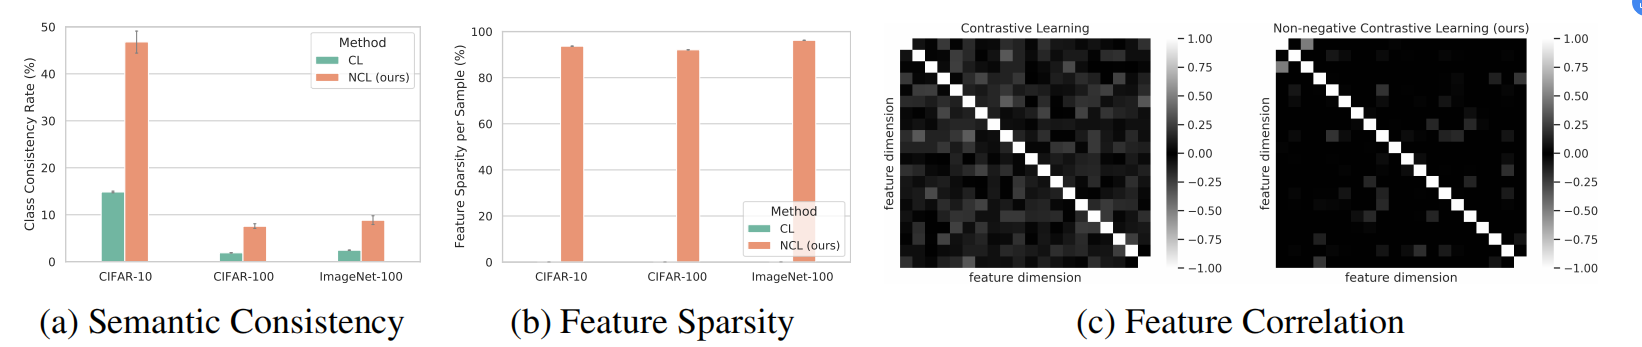 Class Consistency Rate (%)
50
40
30
20
10
0
Method
CL
NCL (ours)
CIFAR-10
CIFAR-100
ImageNet-100
(a) Semantic Consistency
Feature Sparsity per Sample (%)
100
80
60
40
20
0
Method
CL
NCL (ours)
CIFAR-10
CIFAR-100
ImageNet-100
(b) Feature Sparsity
Contrastive Learning
feature dimension
feature dimension
1.00
0.75
0.50
0.25
0.00
−0.25
−0.50
−0.75
−1.00
Non-negative Contrastive Learning (ours)
feature dimension
feature dimension
1.00
0.75
0.50
0.25
0.00
−0.25
−0.50
−0.75
−1.00
(c) Feature Correlation